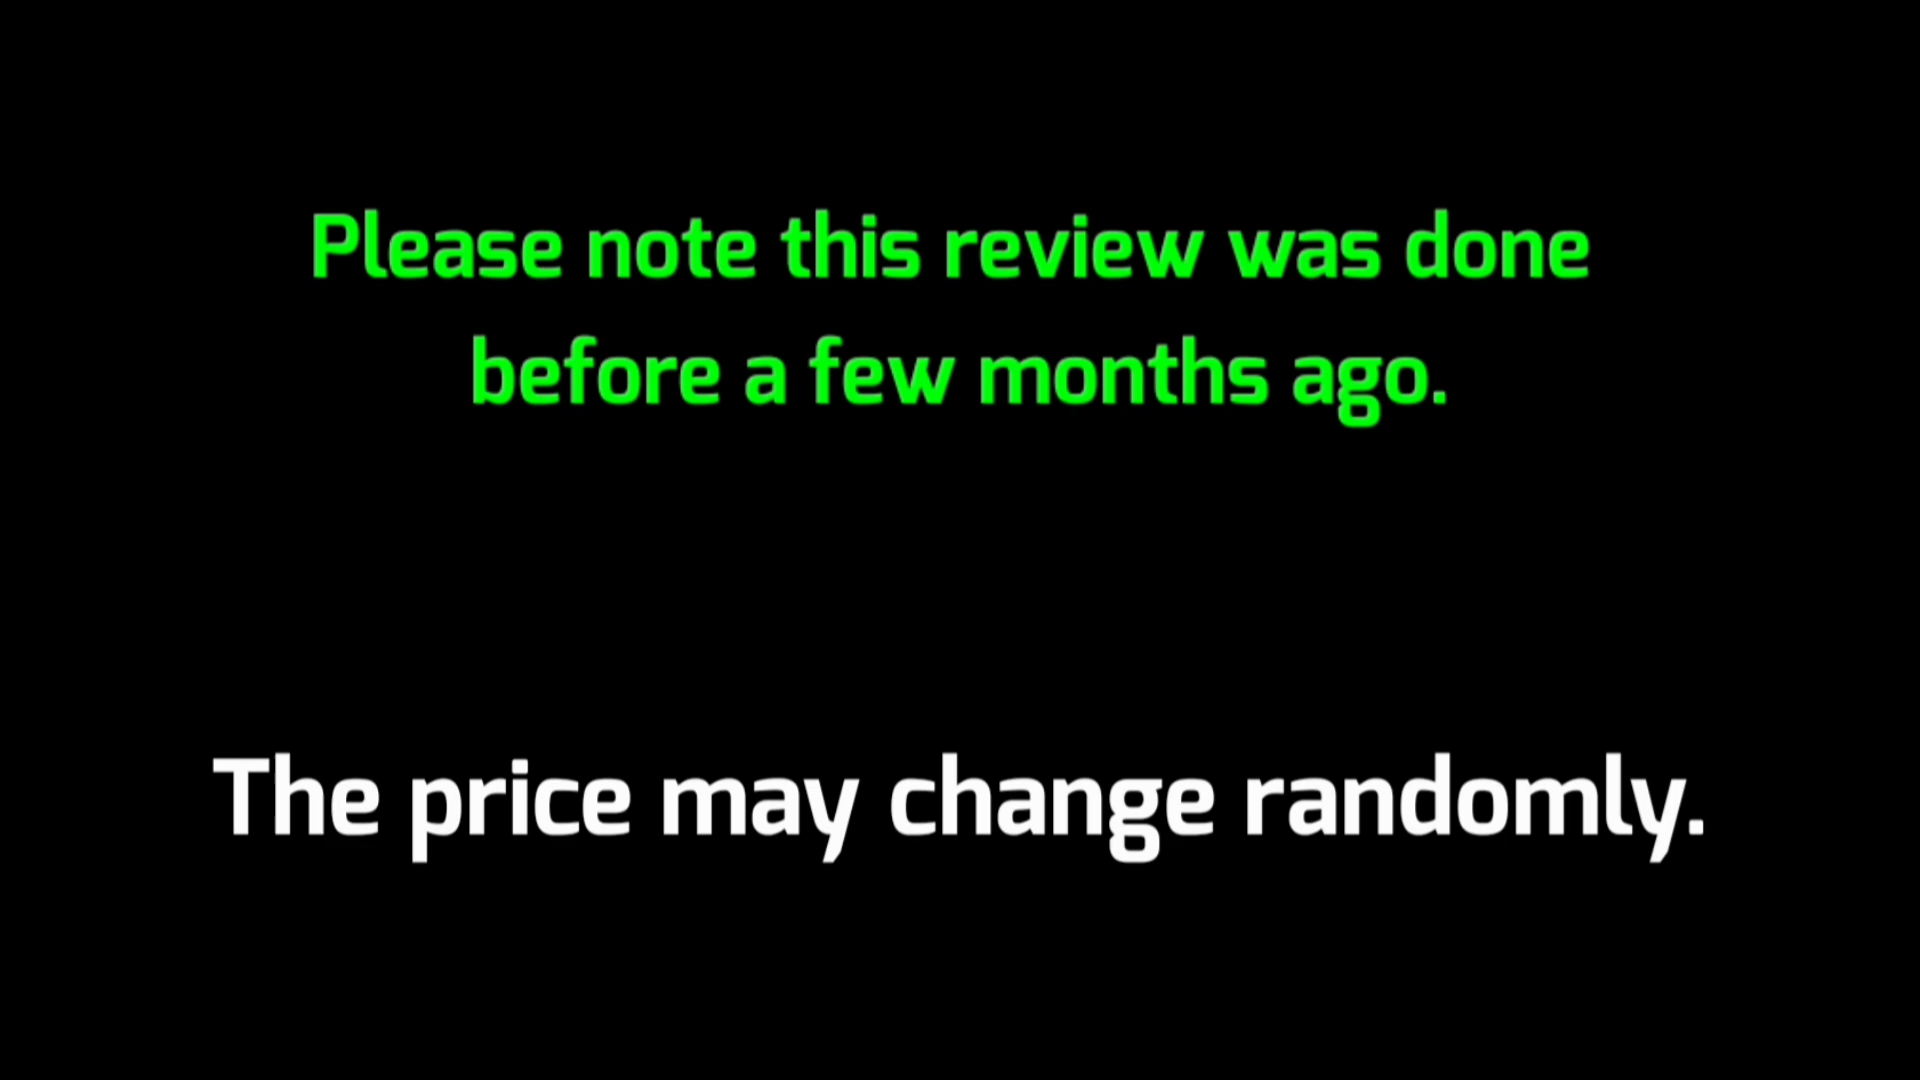 Please note this review was done
before a few months ago.
The price may change randomly.